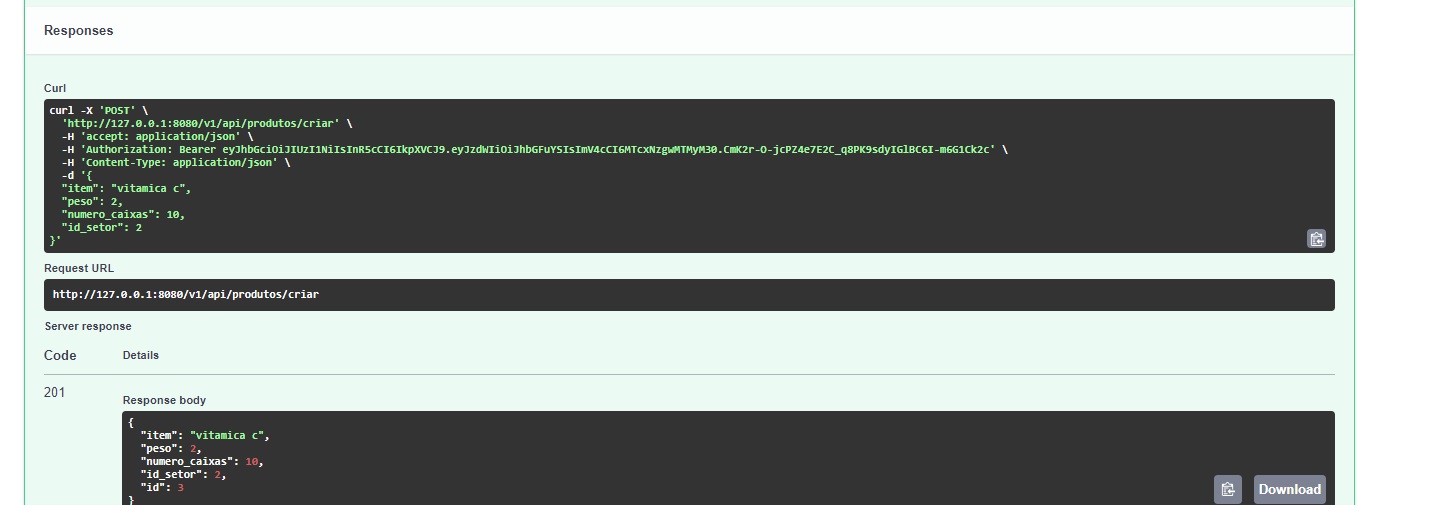 Responses
Curl
curl -X 'POST' \
'http://127.0.0.1:8080/v1/api/produtos/criar' \
-H 'accept: application/json' \
-H 'Authorization: Bearer eyJhbGciOiJIUzI1NiIsInR5cCI6IkpXVCJ9.eyJzdWIiOiJhbGFuY5IsImV4cCI6MTcxNzgwMTMyM30.CmK2r-O-jcPZ4e7E2C_q8PK9sdyIGlBC6I-m6G1Ck2c' \
-H 'Content-Type: application/json' \
-d '{
"item": "vitamica c",
"peso": 2,
"numero_caixas": 10,
"id_setor": 2
}'
Request URL
http://127.0.0.1:8080/v1/api/produtos/criar
Server response
Code Details
201
Response body
{
"item": "vitamica c",
"peso": 2,
"numero_caixas": 10,
"id_setor": 2,
"id": 3
}
Download